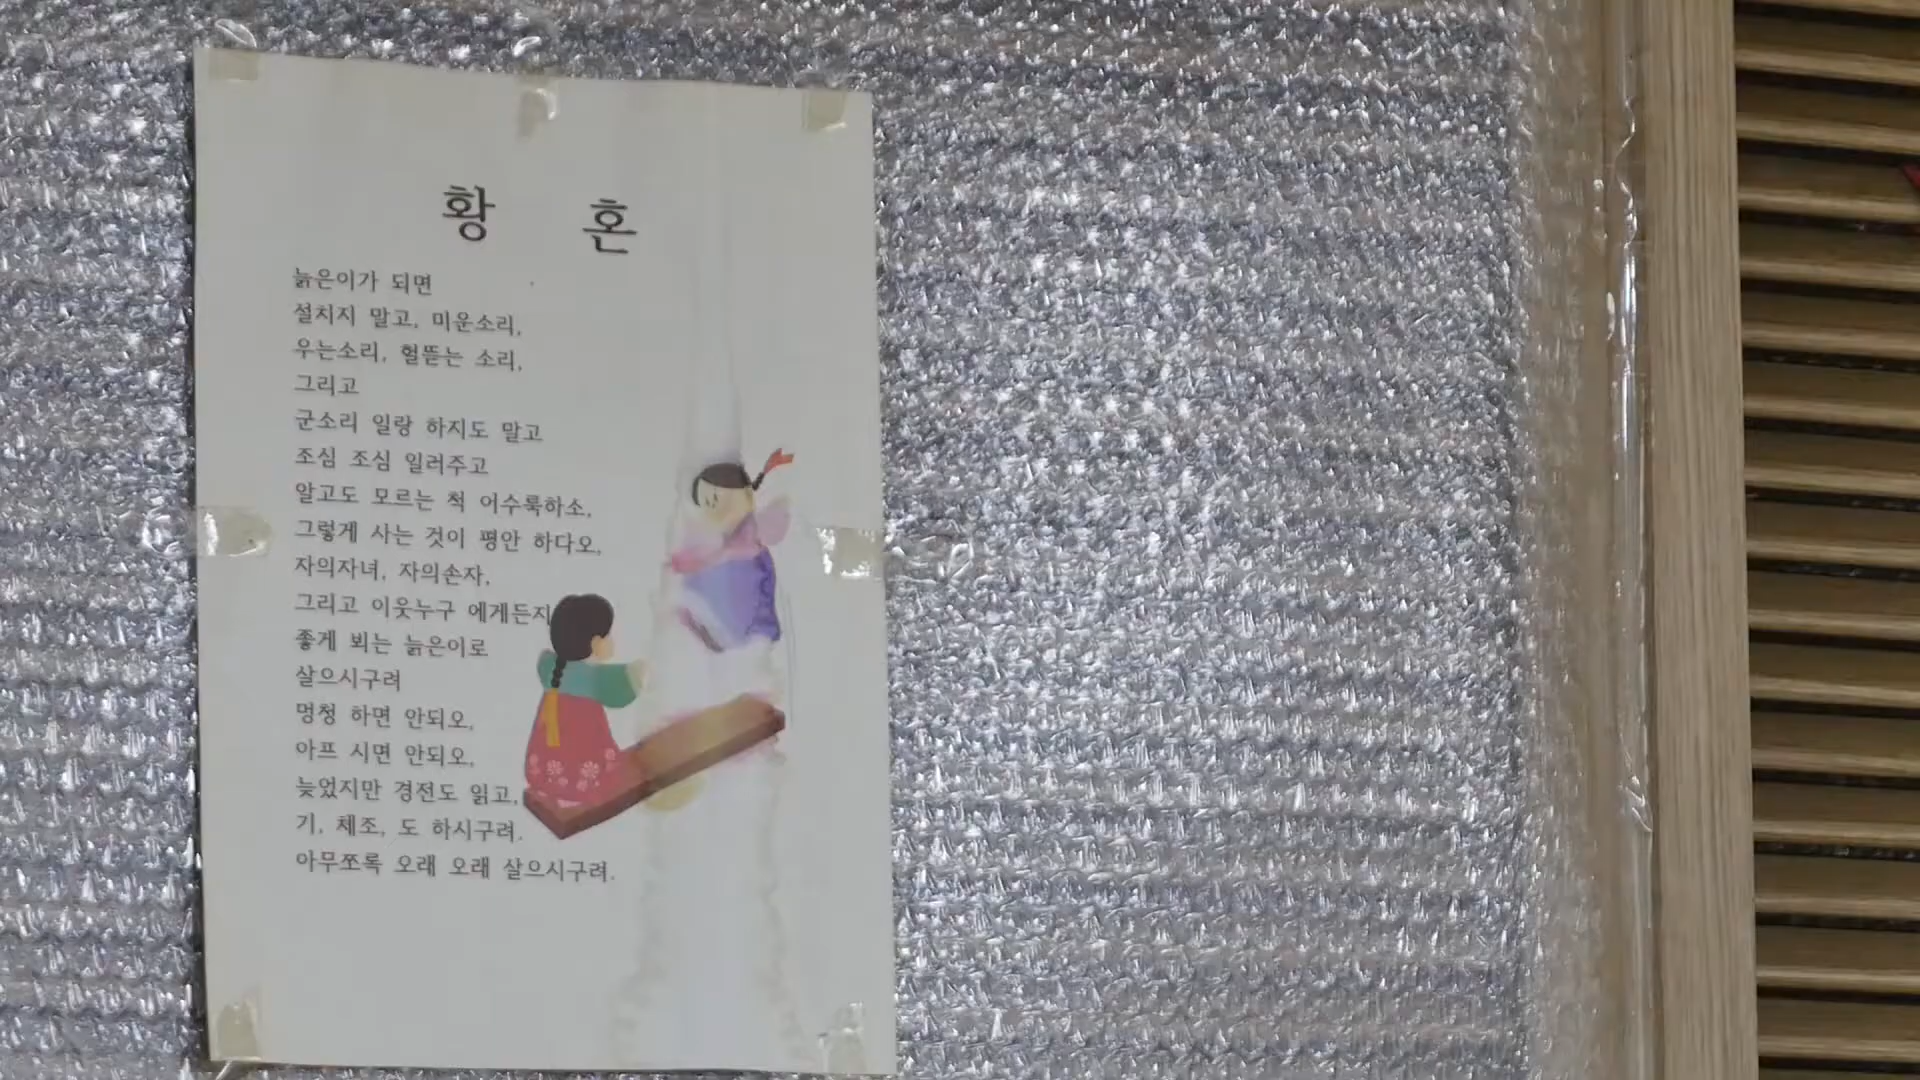 황 혼
늙은이가 되면
설치지 말고, 미운소리,
우는소리, 헐뜯는 소리,
그리고
군소리 일랑 하지도 말고
조심 조심 일러주고
알고도 모르는 척 어수룩하소,
그렇게 사는 것이 평안 하다오,
자의자녀, 자의손자,
그리고 이웃누구 에게든지
좋게 뵈는 늙은이로
살으시구려
멍청 하면 안되오,
아프 시면 안되오,
늦었지만 경전도 읽고,
기, 체조, 도 하시구려.
아무쪼록 오래 오래 살으시구려.